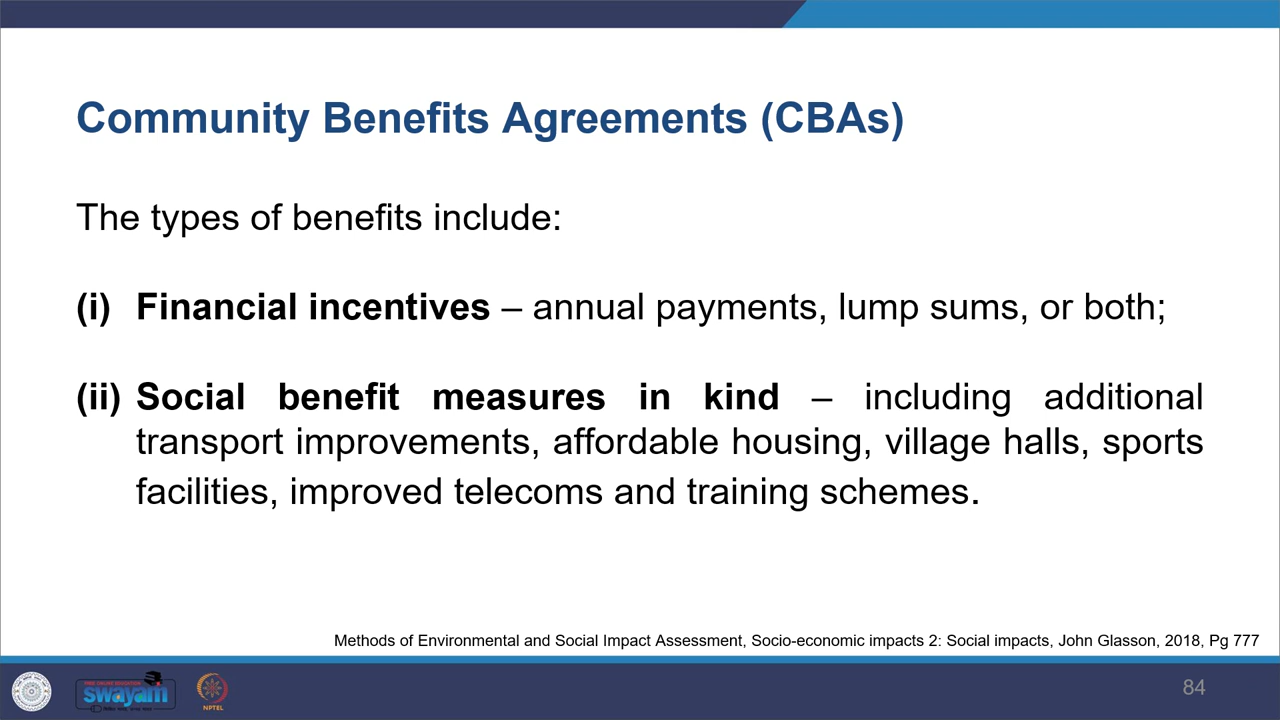 Community Benefits Agreements (CBAs)
The types of benefits include:
(i) Financial incentives – annual payments, lump sums, or both;
(ii) Social benefit measures in kind – including additional
transport improvements, affordable housing, village halls, sports
facilities, improved telecoms and training schemes.
Methods of Environmental and Social Impact Assessment, Socio-economic impacts 2: Social impacts, John Glasson, 2018, Pg 777
swayam
NPTEL
84